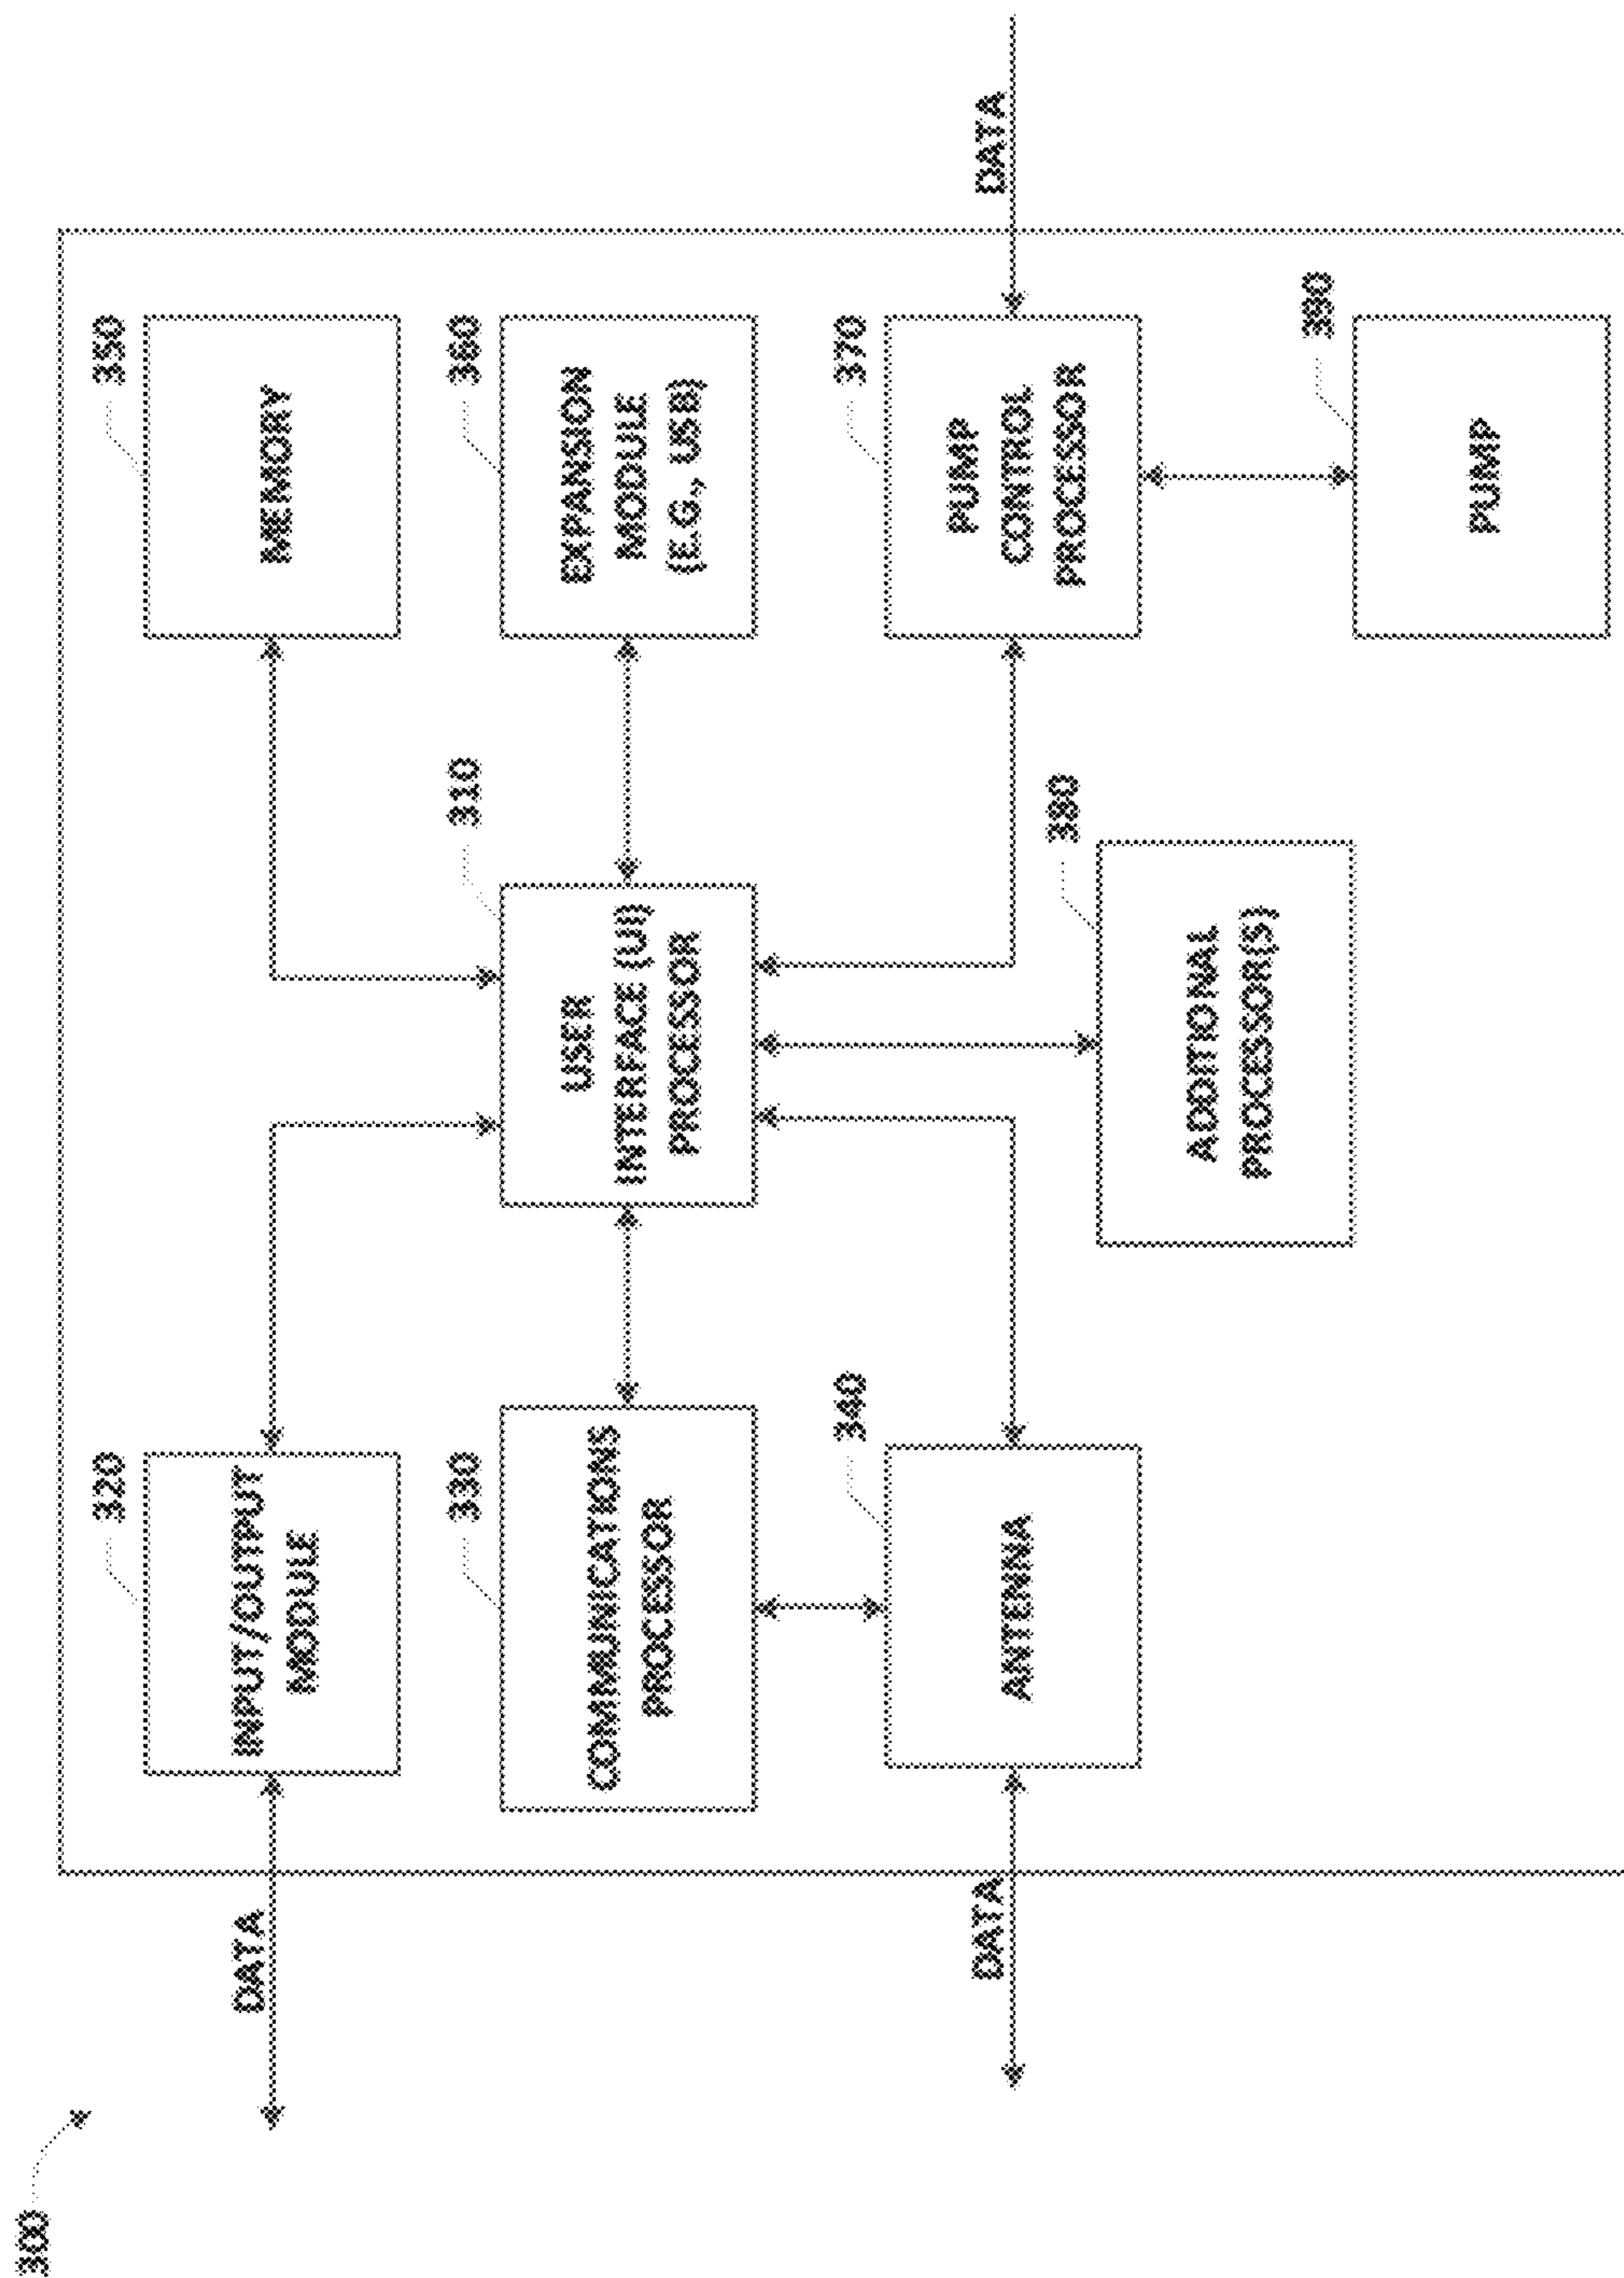 300
320
INPUT/OUTPUT
MODULE
DATA
330
COMMUNICATIONS
PROCESSOR
340
ANTENNA
DATA
310
USER
INTERFACE (UI)
PROCESSOR
380
ADDITIONAL
PROCESSOR(S)
350
MEMORY
360
EXPANSION
MODULE
(E.G., USB)
370
PUMP
CONTROL
PROCESSOR
DATA
390
PUMP